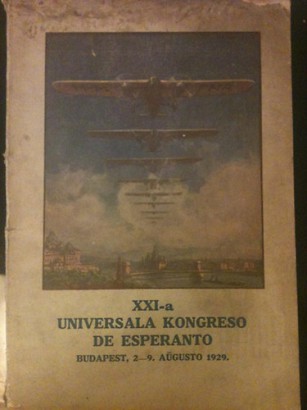 XXI-a
UNIVERSALA KONGRESO
DE ESPERANTO
BUDAPEST, 2—9. AŬGUSTO 1929.